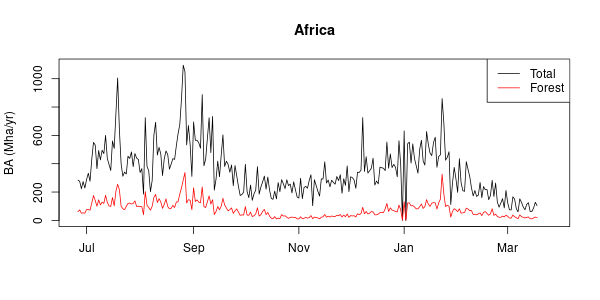 Africa
Total
Forest
BA (Mha/yr)
1000
600
200
0
Jul Sep Nov Jan Mar